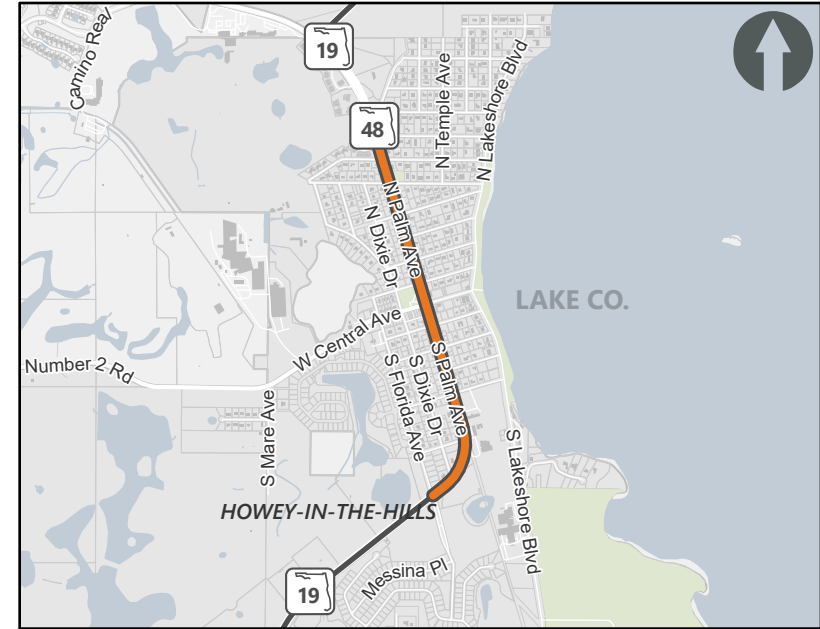 Camino Real
19
48
N Temple Ave
N Lakeshore Blvd
N Palm Ave
N Dixie Dr
LAKE CO.
W Central Ave
Number 2 Rd
S Palm Ave
S Dixie Dr
S Florida Ave
S Mare Ave
S Lakeshore Blvd
HOWEY-IN-THE-HILLS
Messina Pl
19